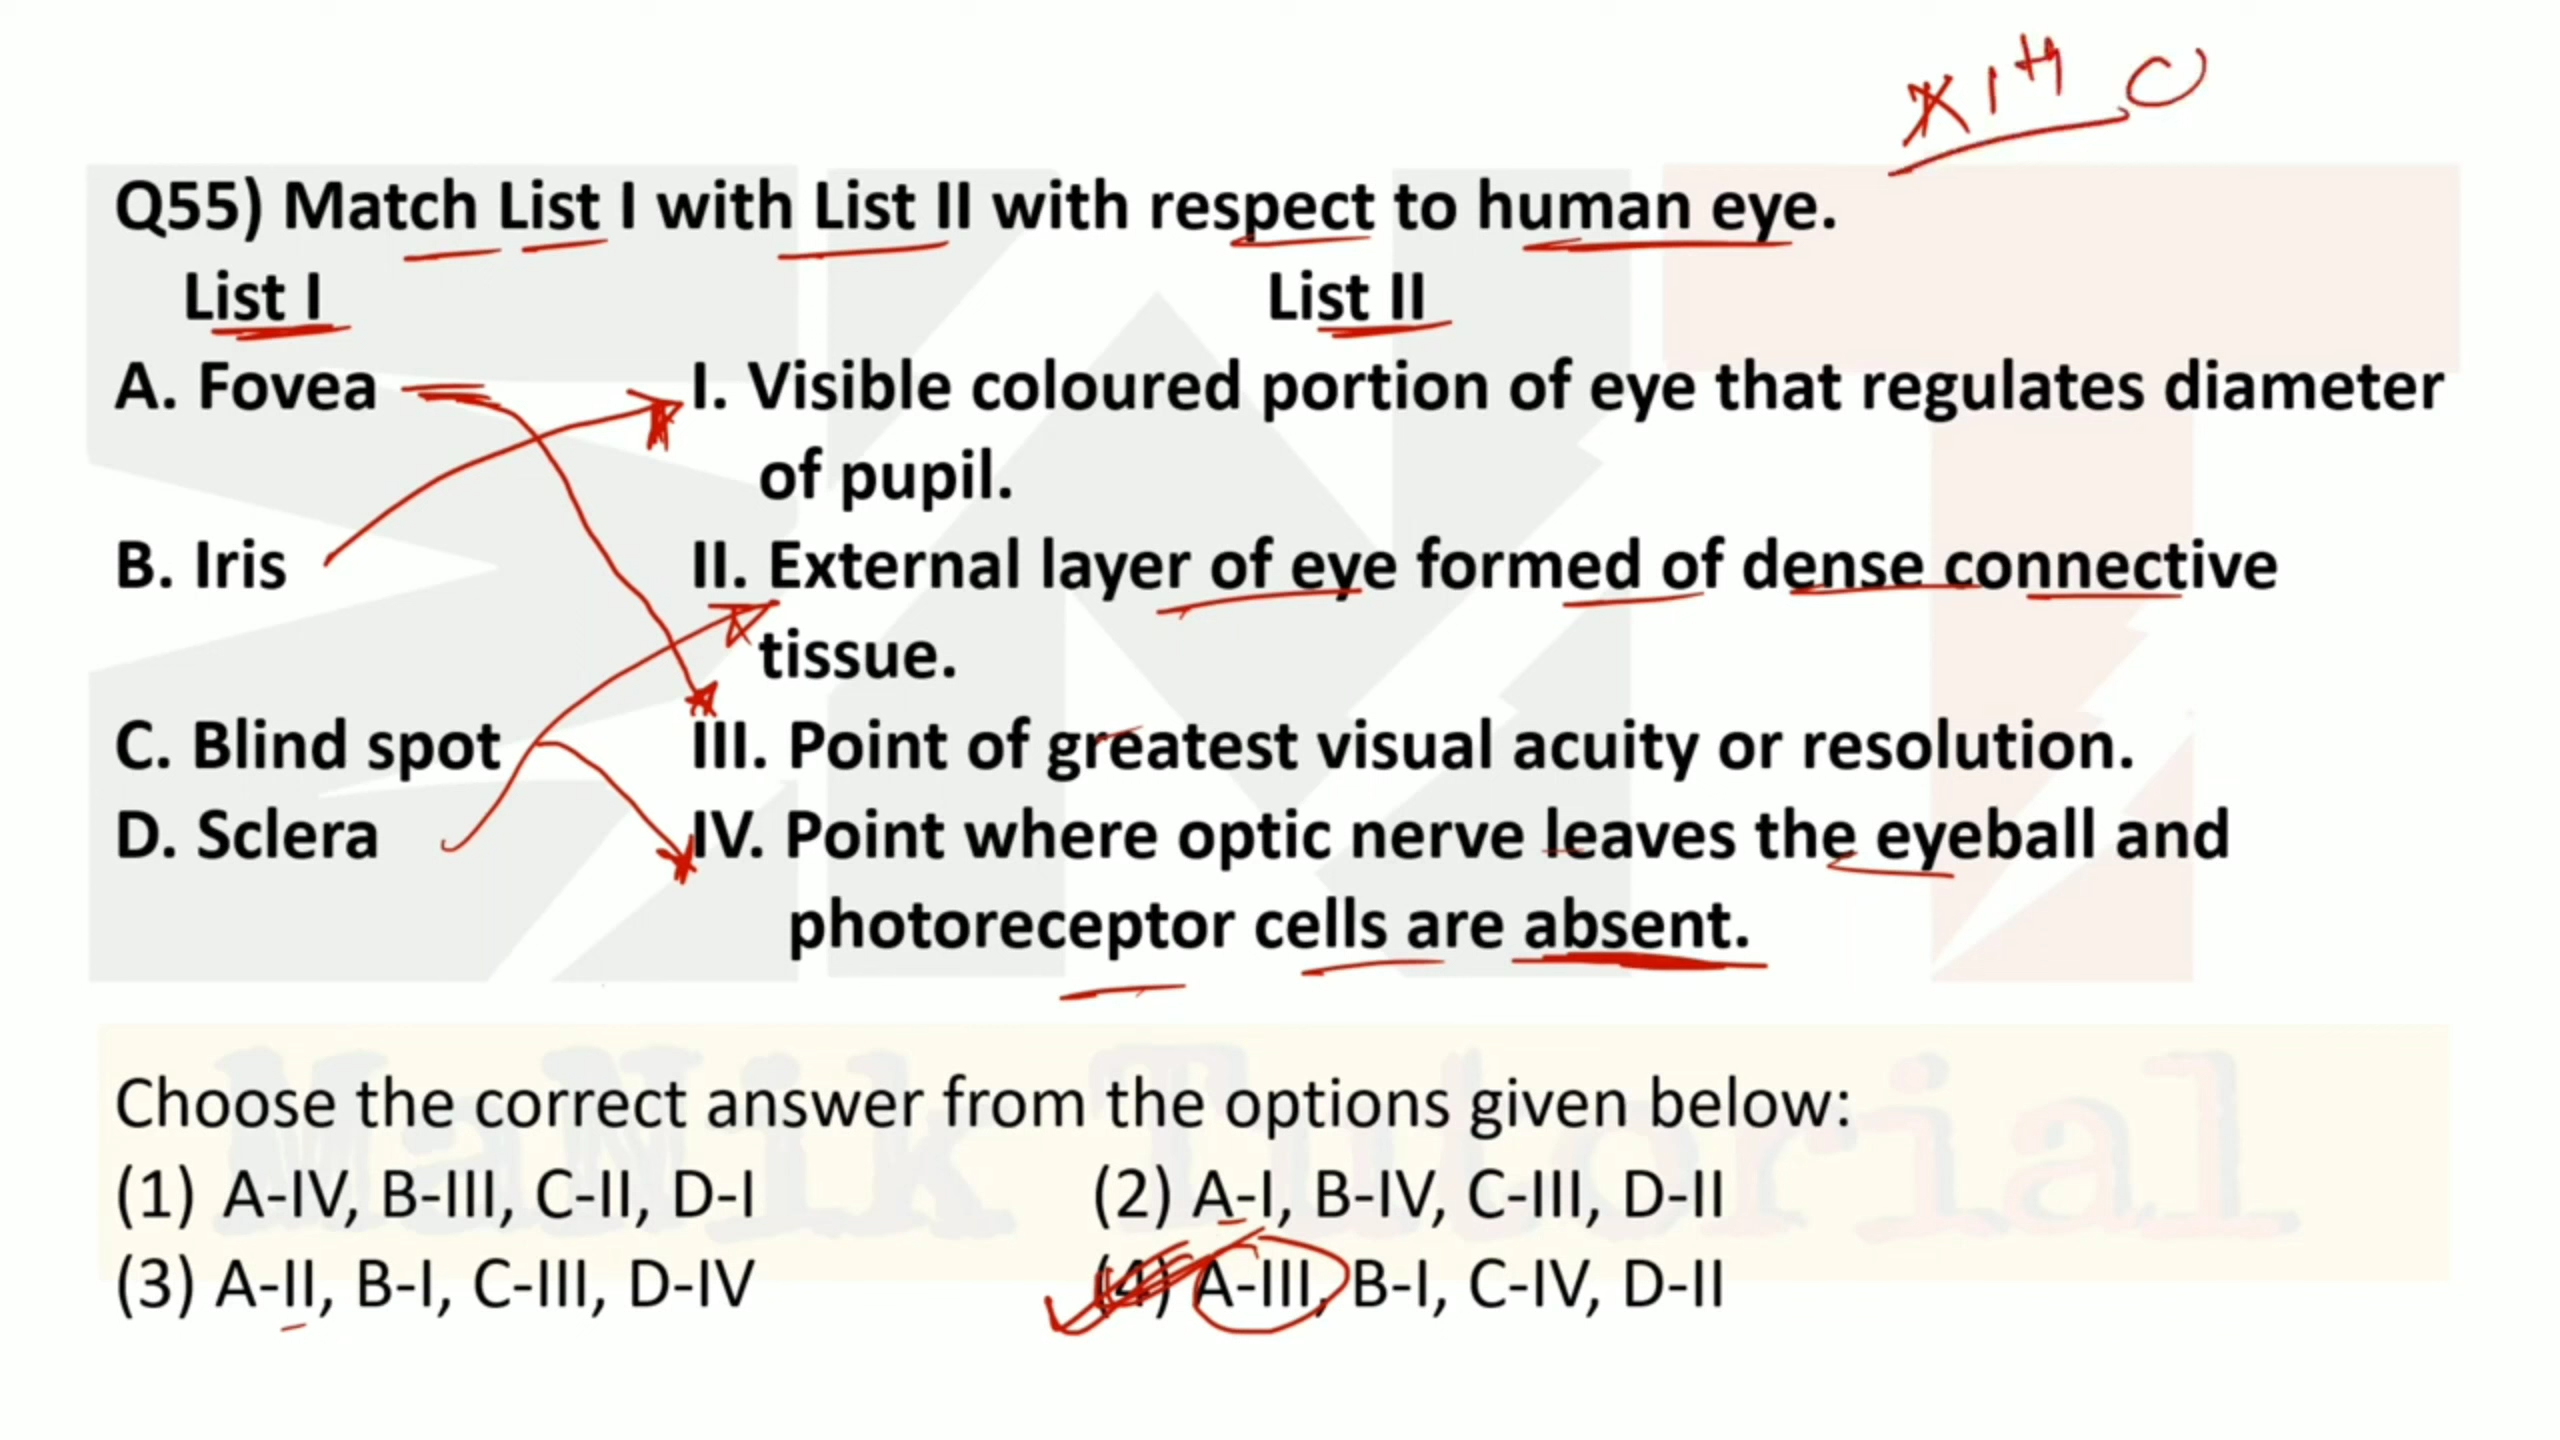 XIth
Q55) Match List I with List II with respect to human eye.
List I List II
A. Fovea I. Visible coloured portion of eye that regulates diameter
of pupil.
B. Iris II. External layer of eye formed of dense connective
tissue.
C. Blind spot III. Point of greatest visual acuity or resolution.
D. Sclera IV. Point where optic nerve leaves the eyeball and
photoreceptor cells are absent.
MaNik Tutorial
Choose the correct answer from the options given below:
(1) A-IV, B-III, C-II, D-I (2) A-I, B-IV, C-III, D-II
(3) A-II, B-I, C-III, D-IV (4) A-III, B-I, C-IV, D-II